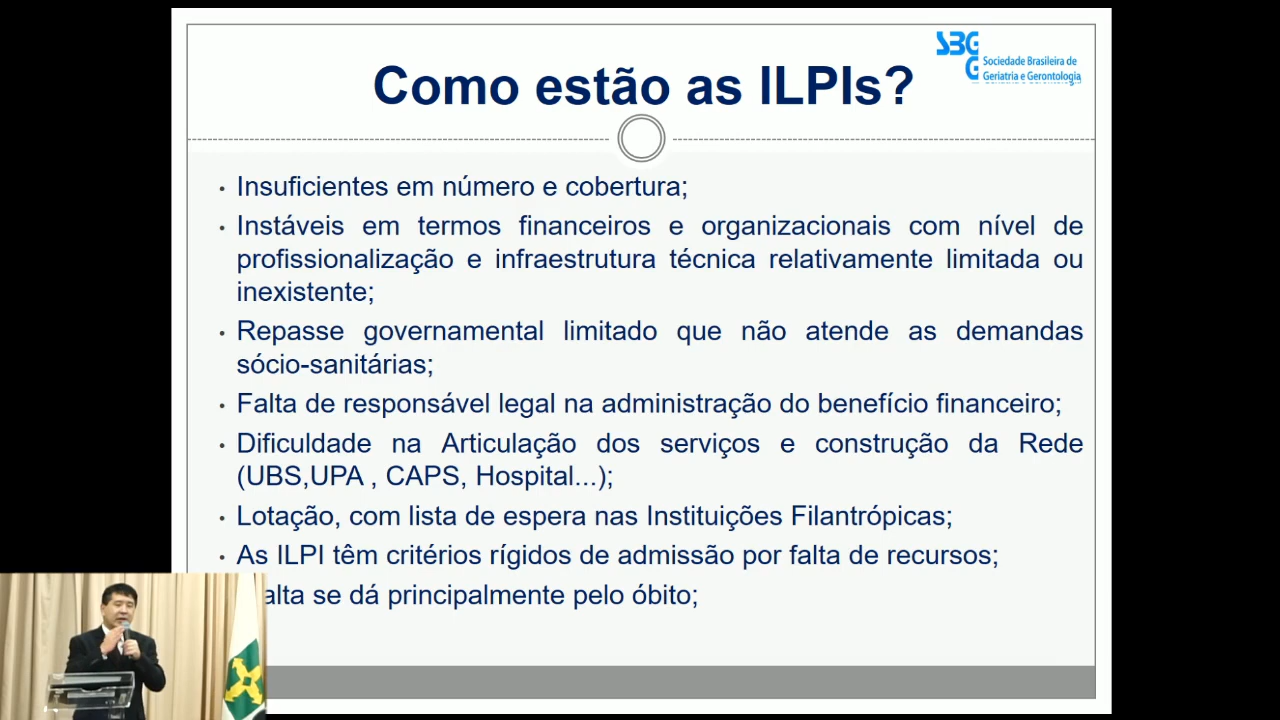 Como estão as ILPIs?
SBGG
Sociedade Brasileira de
Geriatria e Gerontologia
• Insuficientes em número e cobertura;
• Instáveis em termos financeiros e organizacionais com nível de
profissionalização e infraestrutura técnica relativamente limitada ou
inexistente;
• Repasse governamental limitado que não atende as demandas
sócio-sanitárias;
• Falta de responsável legal na administração do benefício financeiro;
• Dificuldade na Articulação dos serviços e construção da Rede
(UBS,UPA , CAPS, Hospital...);
• Lotação, com lista de espera nas Instituições Filantrópicas;
• As ILPI têm critérios rígidos de admissão por falta de recursos;
alta se dá principalmente pelo óbito;